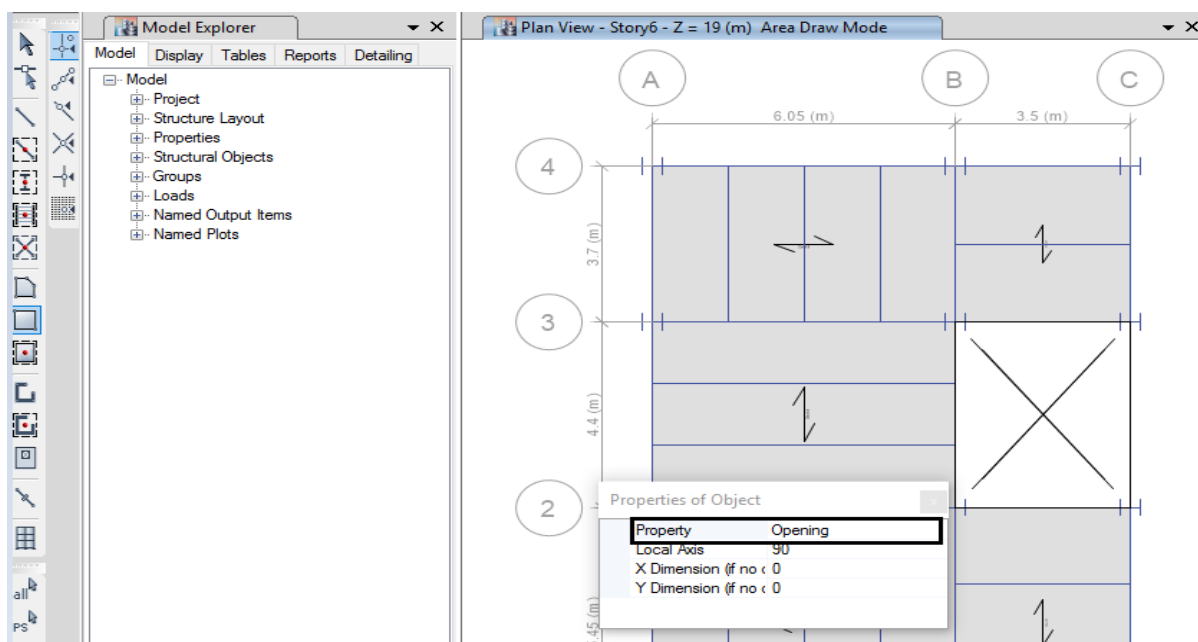 Model Explorer
Model Display Tables Reports Detailing
Model
Project
Structure Layout
Properties
Structural Objects
Groups
Loads
Named Output Items
Named Plots
all
PS
Plan View - Story6 - Z = 19 (m) Area Draw Mode
A B C
6.05 (m) 3.5 (m)
4
3.7 (m)
3
4.4 (m)
2
.45 (m)
Properties of Object
Property Opening
Local Axis 90
X Dimension (if no 0
Y Dimension (if no 0